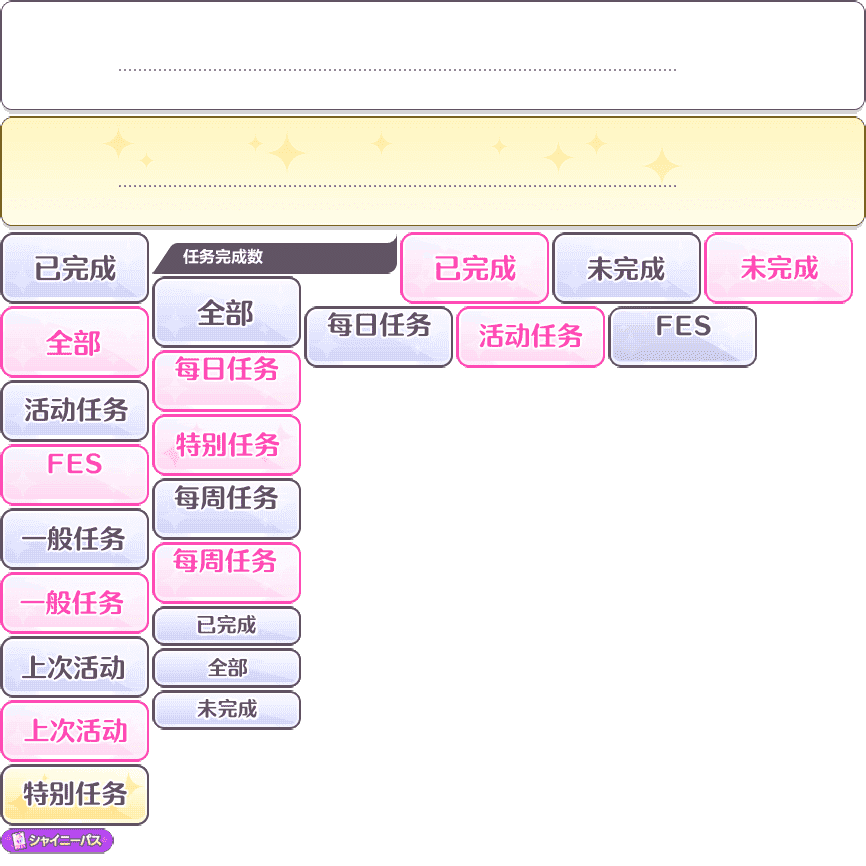 已完成
任务完成数
已完成
未完成
未完成
全部
全部
每日任务
活动任务
FES
活动任务
每日任务
FES
特别任务
一般任务
每周任务
一般任务
每周任务
上次活动
已完成
全部
上次活动
未完成
特别任务
シャイニーパス